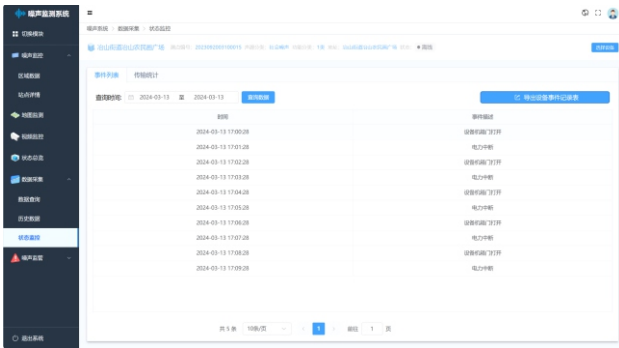 噪声监测系统
切换模块
噪声监控
区域数据
站点详情
地图监测
视频监控
状态总览
数据采集
数据查询
历史数据
状态监控
噪声监管
退出系统
噪声系统 / 数据采集 / 状态监控
事件列表 传输统计
查询时间: 2024-03-13 至 2024-03-13 查询数据 导出设备事件记录表
时间 事件描述
2024-03-13 17:00:28 设备机箱门打开
2024-03-13 17:01:28 电力中断
2024-03-13 17:02:28 设备机箱门打开
2024-03-13 17:03:28 电力中断
2024-03-13 17:04:28 设备机箱门打开
2024-03-13 17:05:28 电力中断
2024-03-13 17:06:28 设备机箱门打开
2024-03-13 17:07:28 电力中断
2024-03-13 17:08:28 设备机箱门打开
2024-03-13 17:09:28 电力中断
共 5 条 10条/页 1 前往 1 页